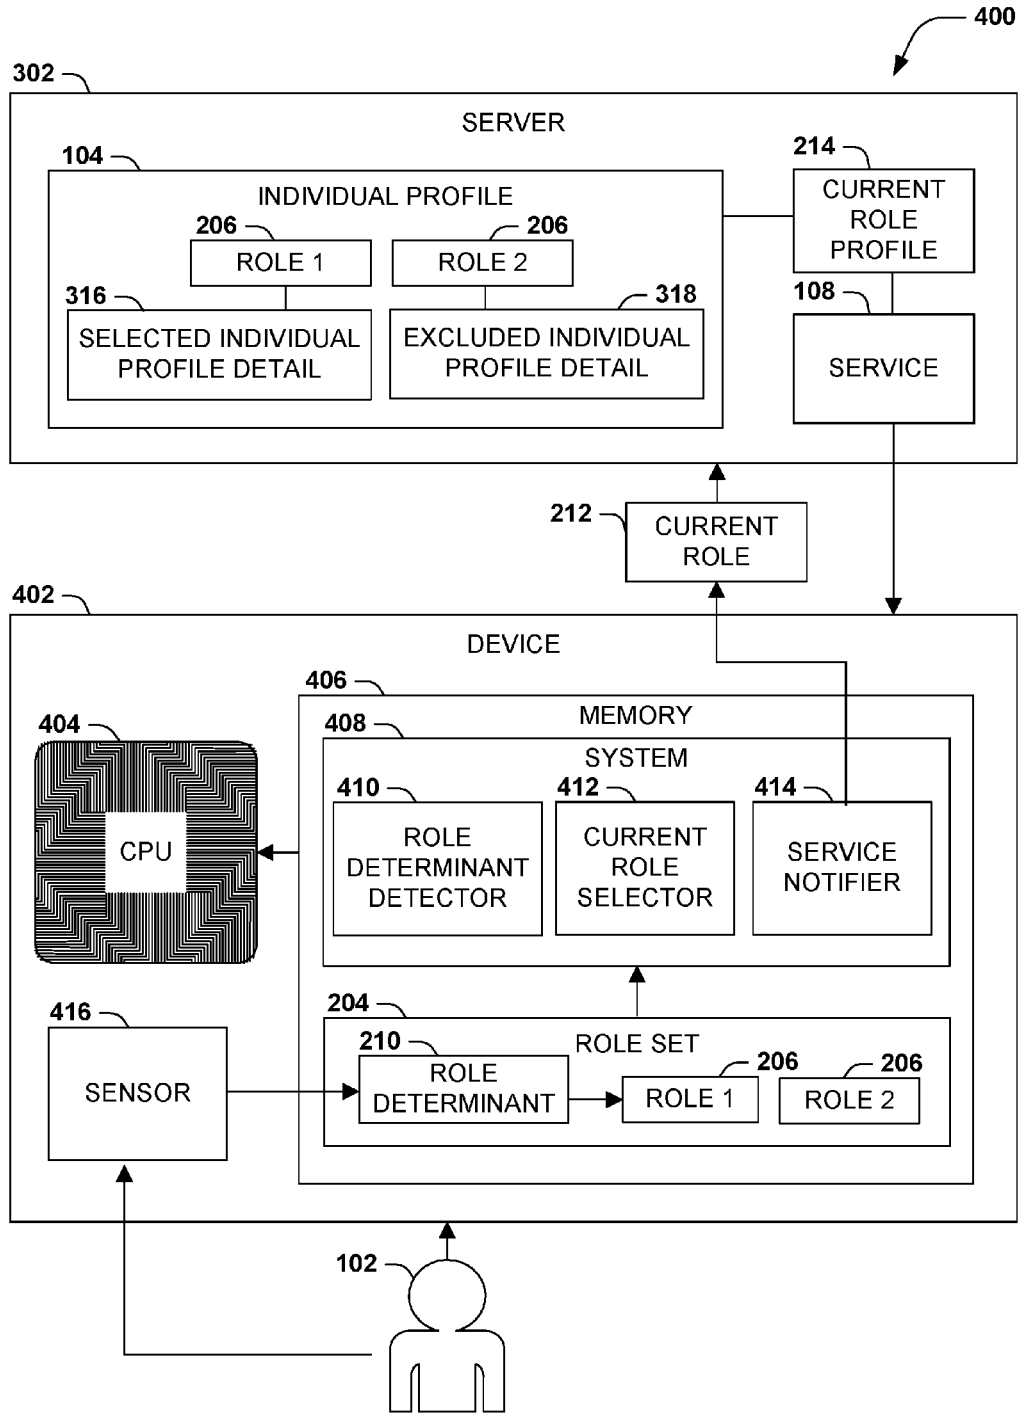 400
302
SERVER
104
214
INDIVIDUAL PROFILE
CURRENT
ROLE
PROFILE
206
206
ROLE 1
ROLE 2
316
318
108
SELECTED INDIVIDUAL
PROFILE DETAIL
EXCLUDED INDIVIDUAL
PROFILE DETAIL
SERVICE
212
CURRENT
ROLE
402
DEVICE
406
MEMORY
404
408
SYSTEM
CPU
410
412
414
ROLE
DETERMINANT
DETECTOR
CURRENT
ROLE
SELECTOR
SERVICE
NOTIFIER
416
SENSOR
204
ROLE SET
210
206
206
ROLE
DETERMINANT
ROLE 1
ROLE 2
102